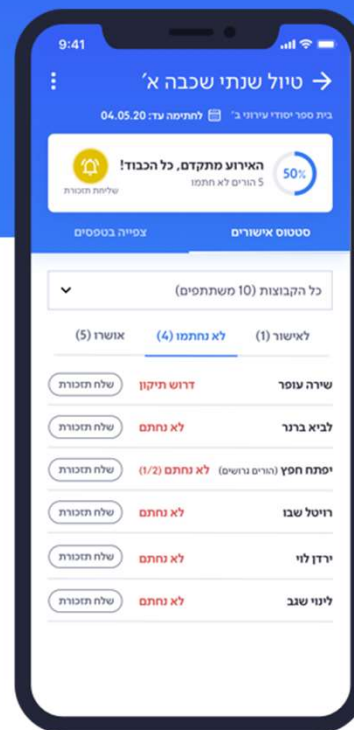 9:41
טיול שנתי שכבה א׳
בית ספר יסודי עירוני ב׳ לחתימה עד: 04.05.20
50%
האירוע מתקדם, כל הכבוד!
5 הורים לא חתמו
שליחת תזכורת
סטטוס אישורים צפייה בטפסים
כל הקבוצות (10 משתתפים)
לאישור (1) לא נחתמו (4) אושרו (5)
שירה עופר דרוש תיקון שלח תזכורת
לביא ברנר לא נחתם שלח תזכורת
יפתח חפץ (הורים גרושים) לא נחתם (1/2) שלח תזכורת
רויטל שבו לא נחתם שלח תזכורת
ירדן לוי לא נחתם שלח תזכורת
לינוי שגב לא נחתם שלח תזכורת